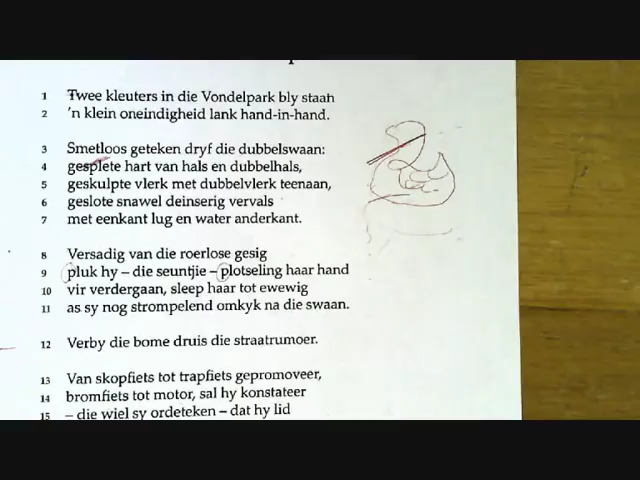 1 Twee kleuters in die Vondelpark bly staan
2 'n klein oneindigheid lank hand-in-hand.
3 Smetloos geteken dryf die dubbelswaan:
4 gesplete hart van hals en dubbelhals,
5 geskulpte vlerk met dubbelvlerk teenaan,
6 geslote snawel deinserig vervals
7 met eenkant lug en water anderkant.
8 Versadig van die roerlose gesig
9 pluk hy – die seuntjie – plotseling haar hand
10 vir verdergaan, sleep haar tot ewewig
11 as sy nog strompelend omkyk na die swaan.
12 Verby die bome druis die straatrumoer.
13 Van skopfiets tot trapfiets gepromoveer,
14 bromfiets tot motor, sal hy konstateer
15 – die wiel sy ordeteken – dat hy lid